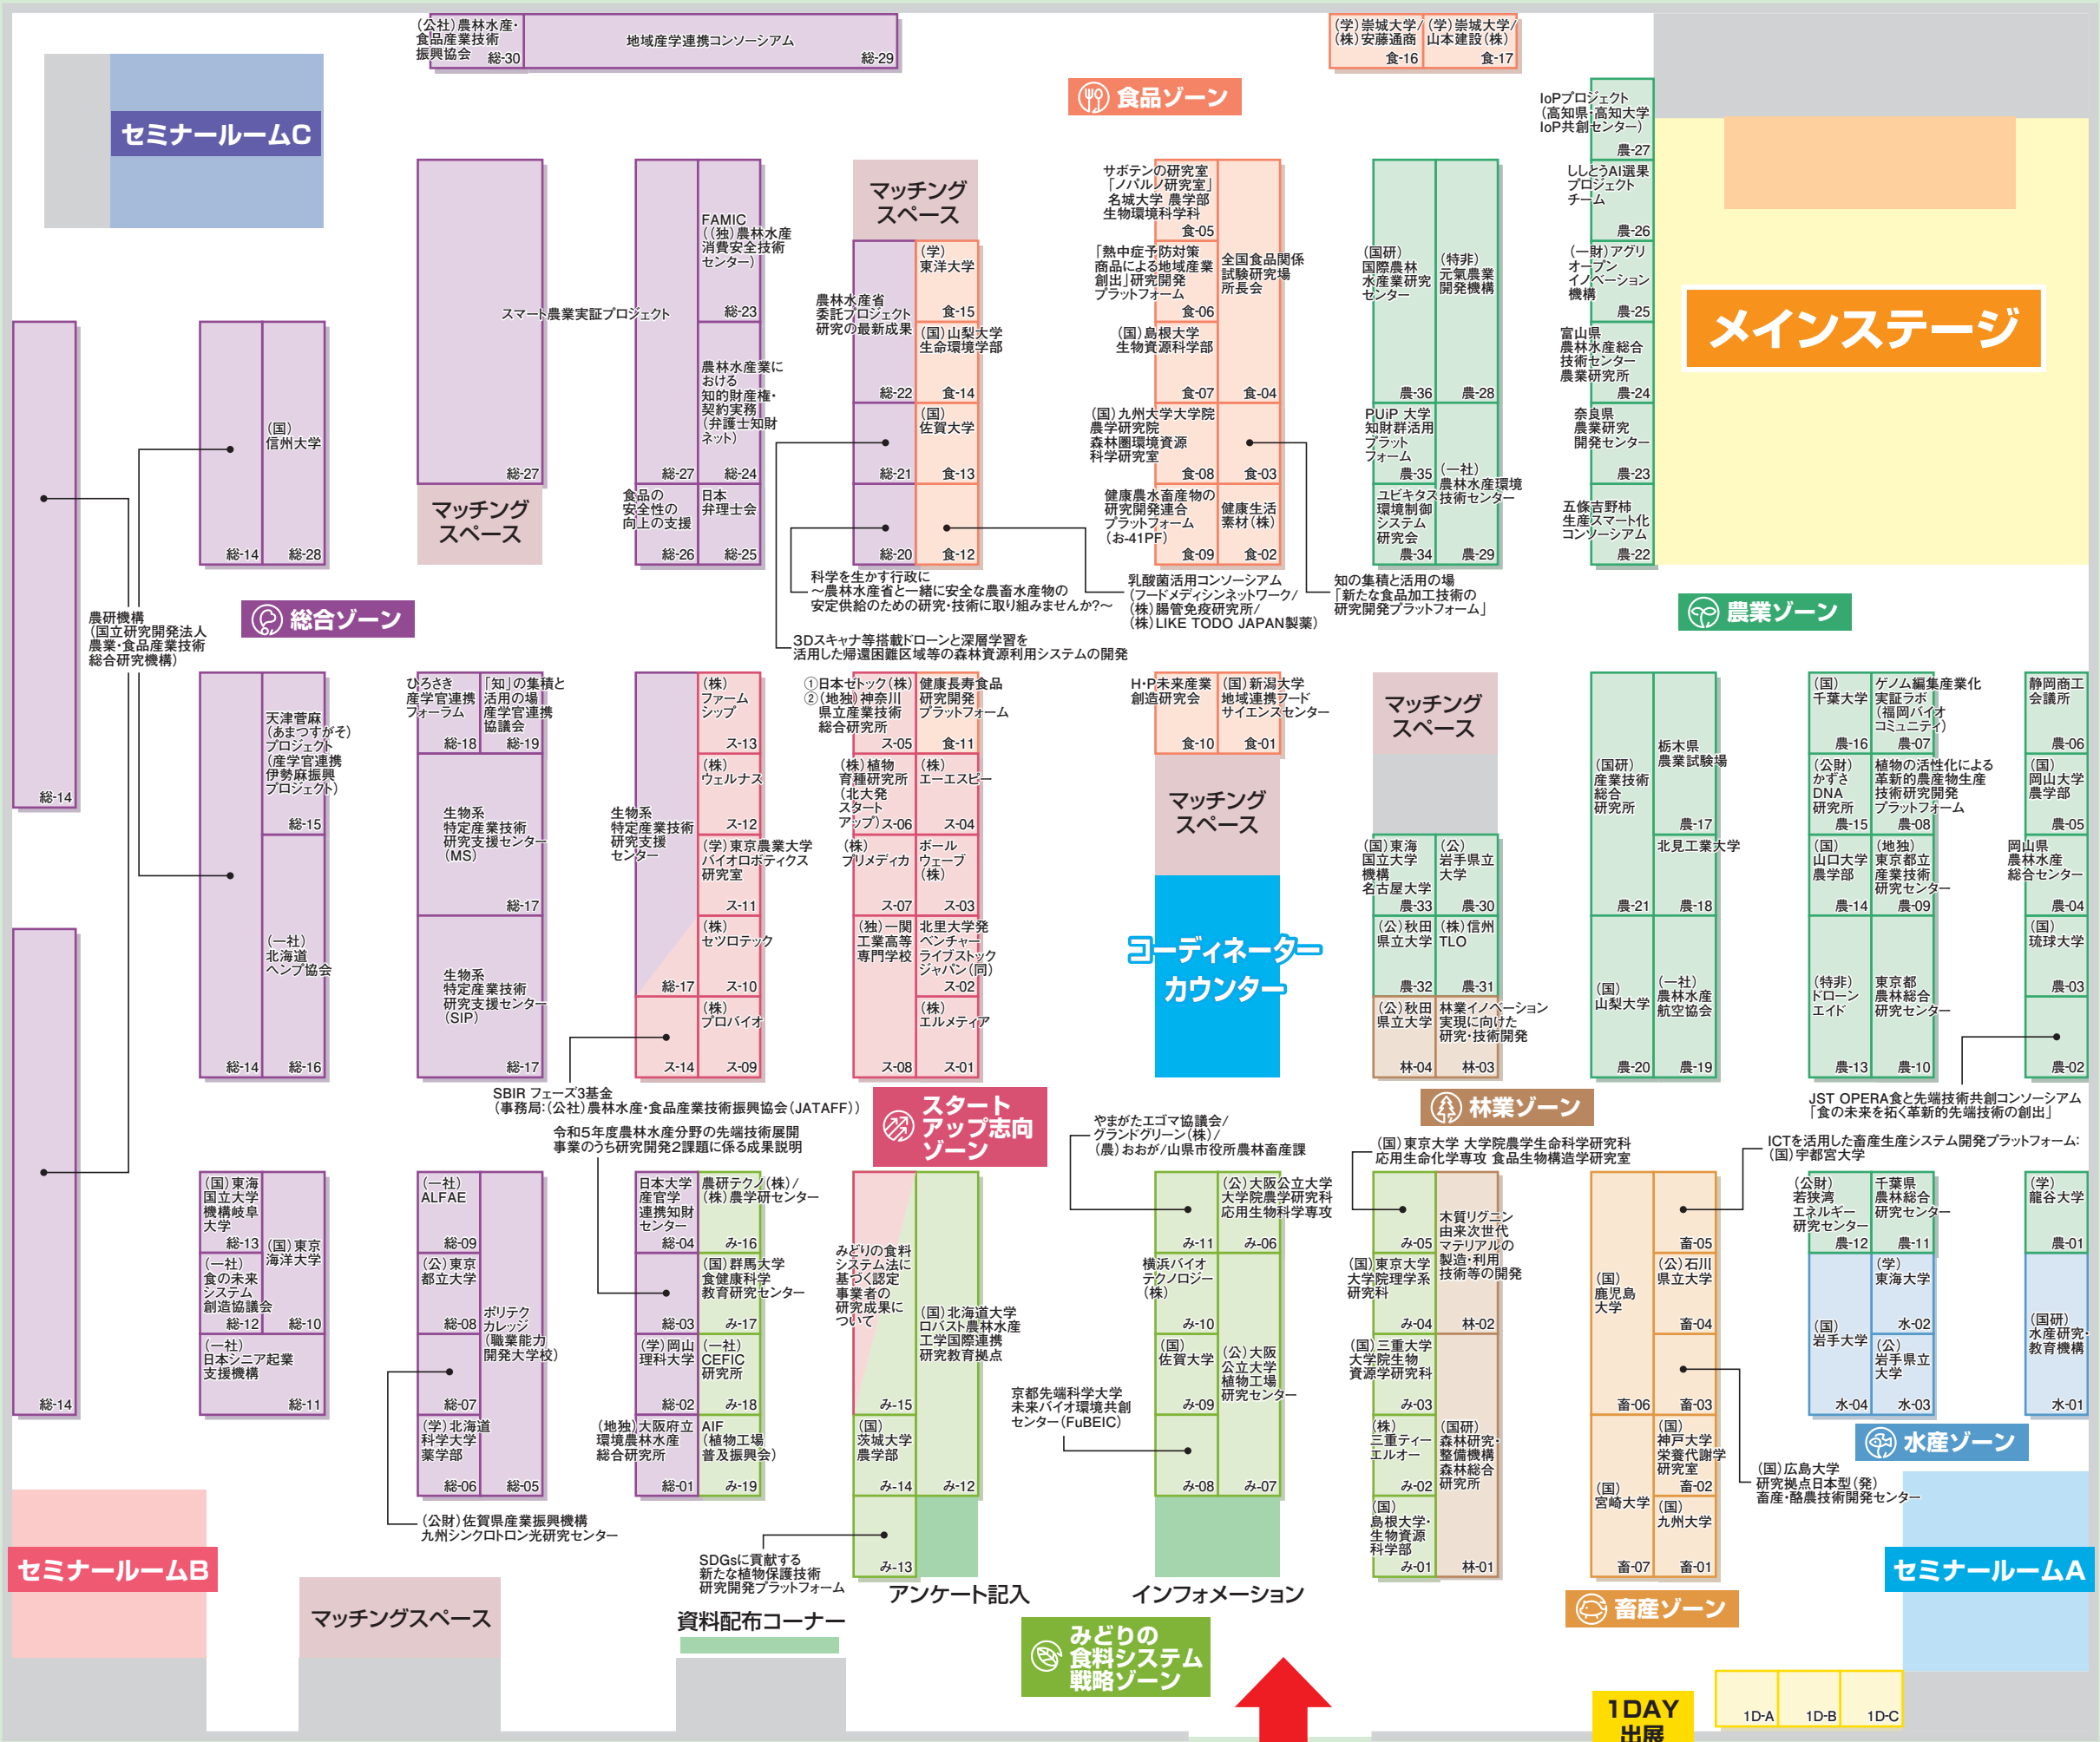 (公社)農林水産・
食品産業技術
振興協会
総-30
地域産学連携コンソーシアム
総-29
(学)崇城大学/
(株)安藤通商
食-16
(学)崇城大学/
山本建設(株)
食-17
セミナールームC
食品ゾーン
IoPプロジェクト
(高知県・高知大学
IoP共創センター)
農-27
ししとうAI選果
プロジェクト
チーム
農-26
(一財)アグリ
オープン
イノベーション
機構
農-25
富山県
農林水産総合
技術センター
農業研究所
農-24
奈良県
農業研究
開発センター
農-23
五條吉野柿
生産スマート化
コンソーシアム
農-22
メインステージ
スマート農業実証プロジェクト
総-27
マッチング
スペース
総-27
FAMIC
((独)農林水産
消費安全技術
センター)
総-23
農林水産業に
おける
知的財産権・
契約実務
(弁護士知財
ネット)
総-24
食品の
安全性の
向上の支援
総-26
日本
弁理士会
総-25
マッチング
スペース
農林水産省
委託プロジェクト
研究の最新成果
総-22
(学)
東洋大学
食-15
(国)山梨大学
生命環境学部
食-14
総-21
(国)
佐賀大学
食-13
総-20
食-12
サボテンの研究室
「ノパルノ研究室」
名城大学 農学部
生物環境科学科
食-05
「熱中症予防対策
商品による地域産業
創出」研究開発
プラットフォーム
食-06
全国食品関係
試験研究場
所長会
食-04
(国)島根大学
生物資源科学部
食-07
(国)九州大学大学院
農学研究院
森林圏環境資源
科学研究室
食-08
食-03
健康農水畜産物の
研究開発連合
プラットフォーム
(お-41PF)
食-09
健康生活
素材(株)
食-02
(国研)
国際農林
水産業研究
センター
農-36
(特非)
元氣農業
開発機構
農-28
PUiP 大学
知財群活用
プラット
フォーム
農-35
(一社)
農林水産環境
技術センター
農-29
ユビキタス
環境制御
システム
研究会
農-34
(国)
信州大学
総-14
総-28
科学を生かす行政に
〜農林水産省と一緒に安全な農畜水産物の
安定供給のための研究・技術に取り組みませんか?〜
3Dスキャナ等搭載ドローンと深層学習を
活用した帰還困難区域等の森林資源利用システムの開発
乳酸菌活用コンソーシアム
(フードメディシンネットワーク/
(株)腸管免疫研究所/
(株)LIKE TODO JAPAN製薬)
知の集積と活用の場
「新たな食品加工技術の
研究開発プラットフォーム」
農研機構
(国立研究開発法人
農業・食品産業技術
総合研究機構)
総合ゾーン
農業ゾーン
総-14
天津菅麻
(あまつすがそ)
プロジェクト
(産学官連携
伊勢麻振興
プロジェクト)
総-15
(一社)
北海道
ヘンプ協会
総-14
総-16
ひろさき
産学官連携
フォーラム
総-18
「知」の集積と
活用の場
産学官連携
協議会
総-19
生物系
特定産業技術
研究支援センター
(MS)
総-17
生物系
特定産業技術
研究支援センター
(SIP)
総-17
生物系
特定産業技術
研究支援
センター
総-17
(株)
ファーム
シップ
ス-13
(株)
ウェルナス
ス-12
(学)東京農業大学
バイオロボティクス
研究室
ス-11
(株)
セツロテック
ス-10
ス-14
(株)
プロバイオ
ス-09
①日本ゼトック(株)
②(地独)神奈川
県立産業技術
総合研究所
ス-05
健康長寿食品
研究開発
プラットフォーム
食-11
(株)植物
育種研究所
(北大発
スタート
アップ)
ス-06
(株)
エーエスピー
ス-04
(株)
プリメディカ
ス-07
ボール
ウェーブ
(株)
ス-03
(独)一関
工業高等
専門学校
ス-08
北里大学発
ベンチャー
ライブストック
ジャパン(同)
ス-02
(株)
エルメティア
ス-01
H・P未来産業
創造研究会
食-10
(国)新潟大学
地域連携フード
サイエンスセンター
食-01
マッチング
スペース
コーディネーター
カウンター
マッチング
スペース
(国)東海
国立大学
機構
名古屋大学
農-33
(公)
岩手県立
大学
農-30
(公)秋田
県立大学
農-32
(株)信州
TLO
農-31
(公)秋田
県立大学
林-04
林業イノベーション
実現に向けた
研究・技術開発
林-03
(国研)
産業技術
総合
研究所
農-21
栃木県
農業試験場
農-17
北見工業大学
農-18
(国)
山梨大学
農-20
(一社)
農林水産
航空協会
農-19
(国)
千葉大学
農-16
ゲノム編集産業化
実証ラボ
(福岡バイオ
コミュニティ)
農-07
(公財)
かずさ
DNA
研究所
農-15
植物の活性化による
革新的農産物生産
技術研究開発
プラットフォーム
農-08
(国)
山口大学
農学部
農-14
(地独)
東京都立
産業技術
研究センター
農-09
(特非)
ドローン
エイド
農-13
東京都
農林総合
研究センター
農-10
静岡商工
会議所
農-06
(国)
岡山大学
農学部
農-05
岡山県
農林水産
総合センター
農-04
(国)
琉球大学
農-03
農-02
SBIR フェーズ3基金
(事務局:(公社)農林水産・食品産業技術振興協会(JATAFF))
令和5年度農林水産分野の先端技術展開
事業のうち研究開発2課題に係る成果説明
スタート
アップ志向
ゾーン
やまがたエゴマ協議会/
グランドグリーン(株)/
(農)おおが/山県市役所農林畜産課
林業ゾーン
JST OPERA食と先端技術共創コンソーシアム
「食の未来を拓く革新的先端技術の創出」
(国)東京大学 大学院農学生命科学研究科
応用生命化学専攻 食品生物構造学研究室
ICTを活用した畜産生産システム開発プラットフォーム:
(国)宇都宮大学
総-14
(国)東海
国立大学
機構岐阜
大学
総-13
(国)東京
海洋大学
総-10
(一社)
食の未来
システム
創造協議会
総-12
(一社)
日本シニア起業
支援機構
総-11
(一社)
ALFAE
総-09
(公)東京
都立大学
総-08
ポリテク
カレッジ
(職業能力
開発大学校)
総-05
総-07
(学)北海道
科学大学
薬学部
総-06
(公財)佐賀県産業振興機構
九州シンクロトロン光研究センター
日本大学
産官学
連携知財
センター
総-04
農研テクノ(株)/
(株)農学研センター
み-16
総-03
(国)群馬大学
食健康科学
教育研究センター
み-17
(学)岡山
理科大学
総-02
(一社)
CEFIC
研究所
み-18
(地独)大阪府立
環境農林水産
総合研究所
総-01
AIF
(植物工場
普及振興会)
み-19
みどりの食料
システム法に
基づく認定
事業者の
研究成果に
ついて
み-15
(国)北海道大学
ロバスト農林水産
工学国際連携
研究教育拠点
み-12
(国)
茨城大学
農学部
み-14
み-13
SDGsに貢献する
新たな植物保護技術
研究開発プラットフォーム
み-11
(公)大阪公立大学
大学院農学研究科
応用生物科学専攻
み-06
横浜バイオ
テクノロジー
(株)
み-10
(国)
佐賀大学
み-09
(公)大阪
公立大学
植物工場
研究センター
み-07
み-08
京都先端科学大学
未来バイオ環境共創
センター(FuBEIC)
み-05
木質リグニン
由来次世代
マテリアルの
製造・利用
技術等の開発
林-02
(国)東京大学
大学院理学系
研究科
み-04
(国)三重大学
大学院生物
資源学研究科
み-03
(株)
三重ティー
エルオー
み-02
(国研)
森林研究・
整備機構
森林総合
研究所
林-01
(国)
島根大学・
生物資源
科学部
み-01
畜-05
(国)
鹿児島
大学
畜-06
(公)石川
県立大学
畜-04
畜-03
(国)
神戸大学
栄養代謝学
研究室
畜-02
(国)
宮崎大学
畜-07
(国)
九州大学
畜-01
(国)広島大学
研究拠点日本型(発)
畜産・酪農技術開発センター
(公財)
若狭湾
エネルギー
研究センター
農-12
千葉県
農林総合
研究センター
農-11
(国)
岩手大学
水-04
(学)
東海大学
水-02
(公)
岩手県立
大学
水-03
(学)
龍谷大学
農-01
(国研)
水産研究・
教育機構
水-01
水産ゾーン
セミナールームB
セミナールームA
マッチングスペース
資料配布コーナー
アンケート記入
インフォメーション
みどりの
食料システム
戦略ゾーン
畜産ゾーン
1DAY
出展
1D-A
1D-B
1D-C